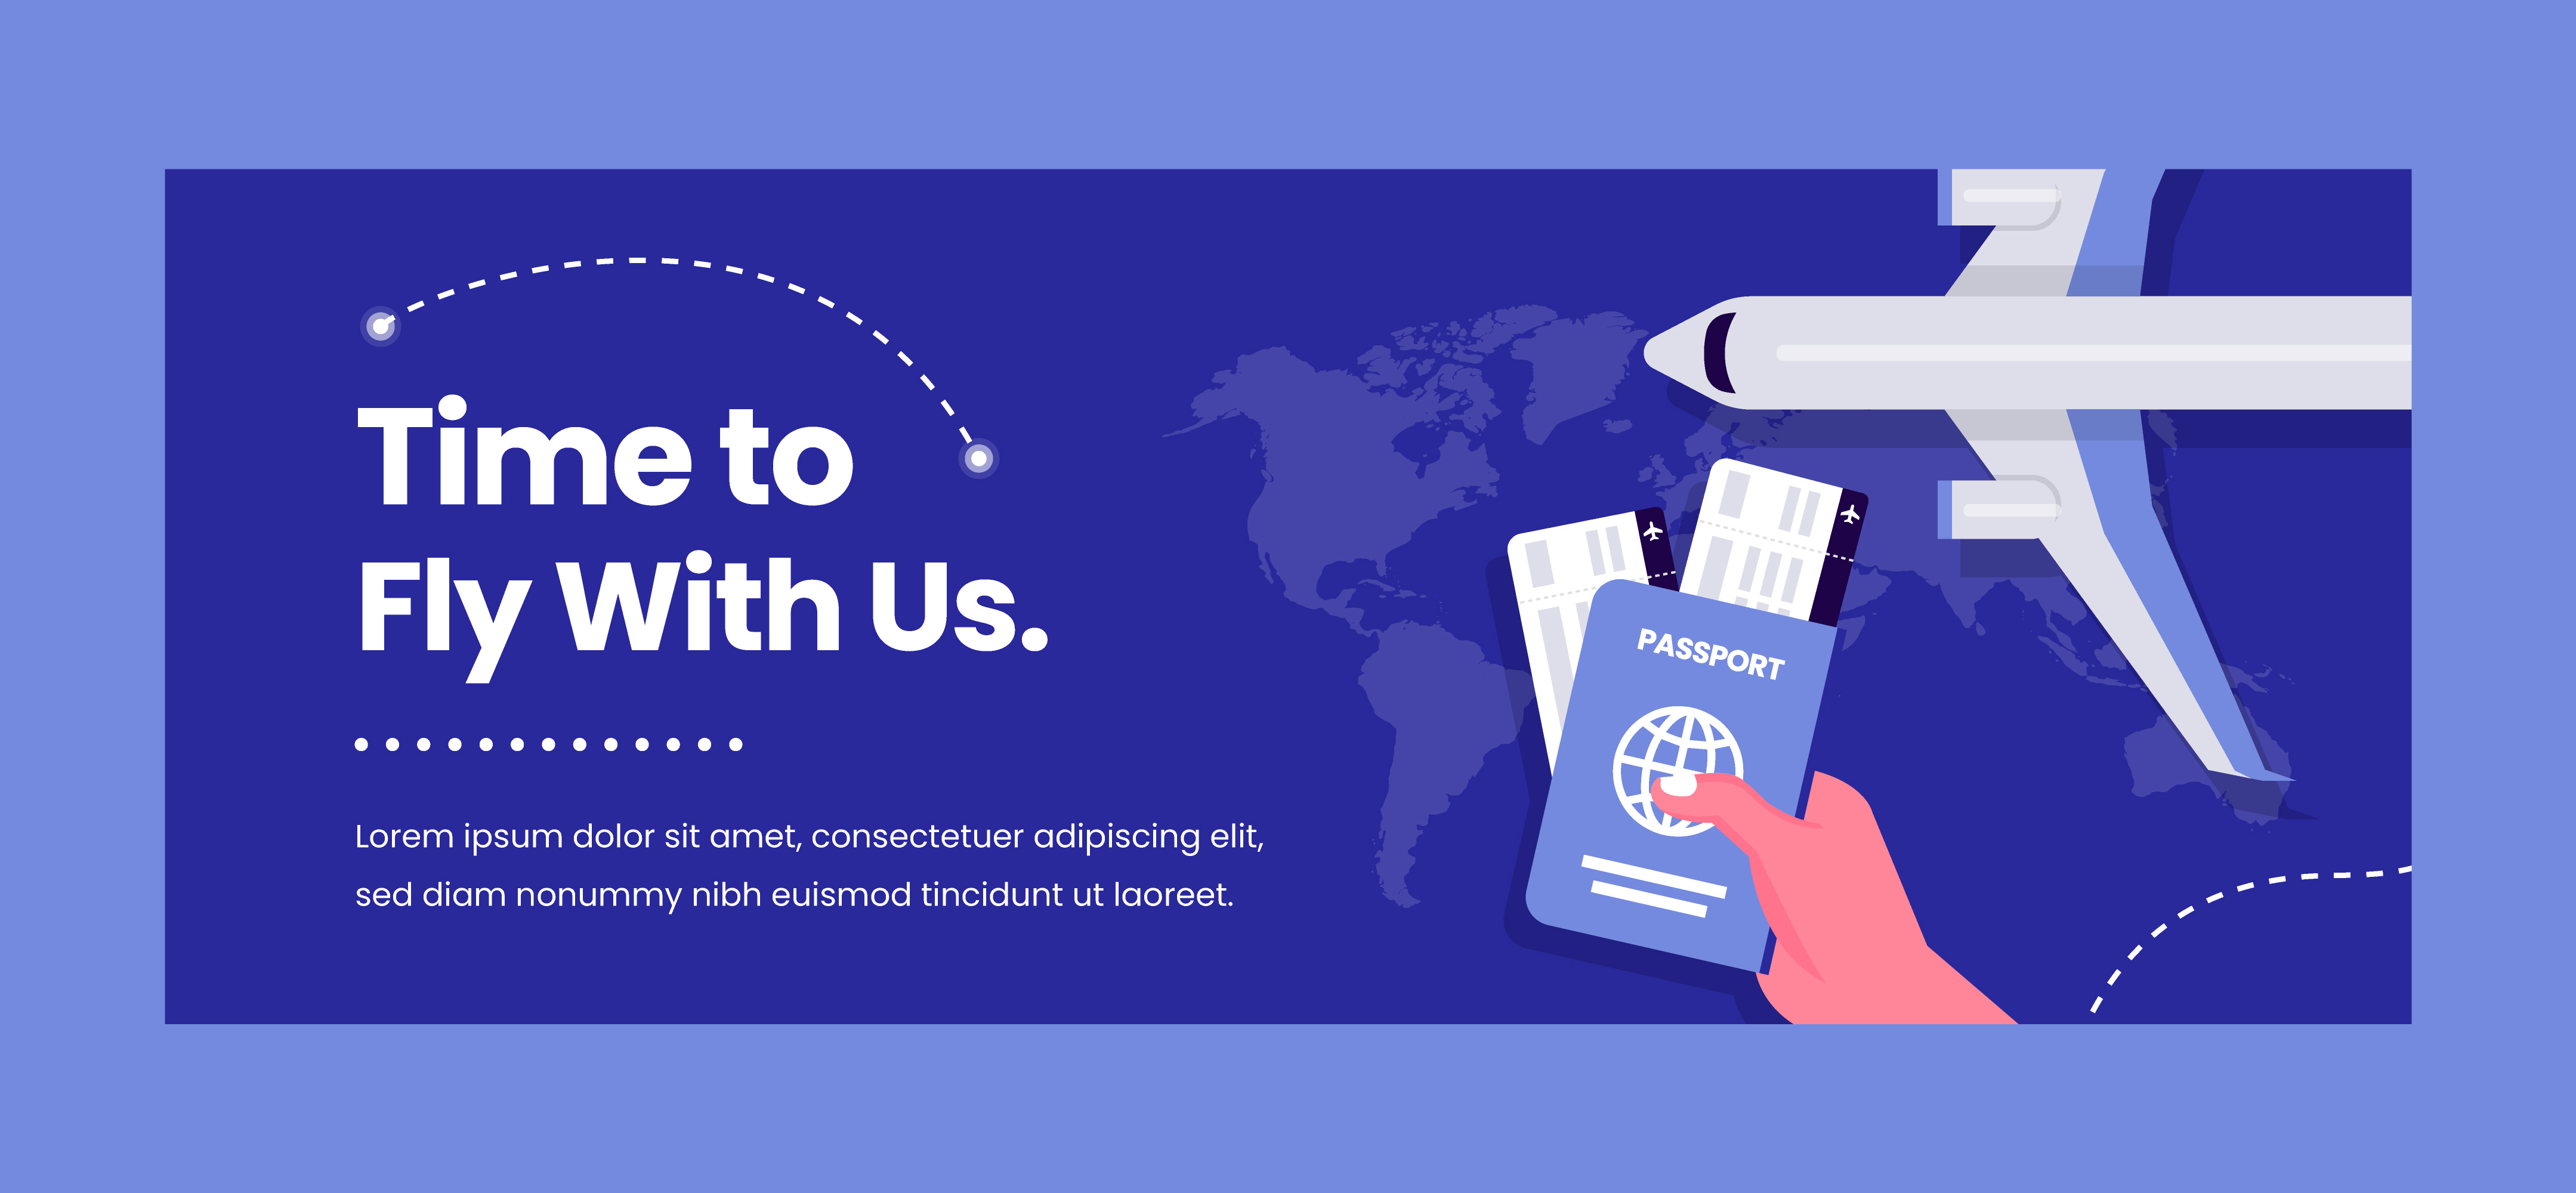 Time to
Fly With Us.
Lorem ipsum dolor sit amet, consectetuer adipiscing elit,
sed diam nonummy nibh euismod tincidunt ut laoreet.
PASSPORT